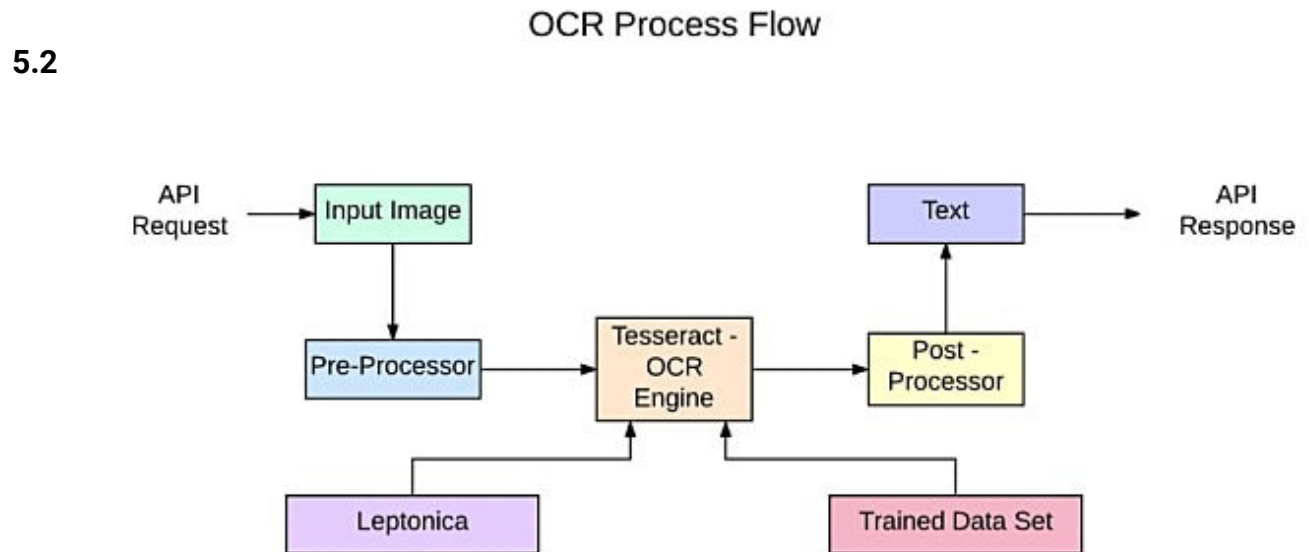 OCR Process Flow
5.2
API
Request
Input Image
Text
API
Response
Pre-Processor
Tesseract -
OCR
Engine
Post -
Processor
Leptonica
Trained Data Set